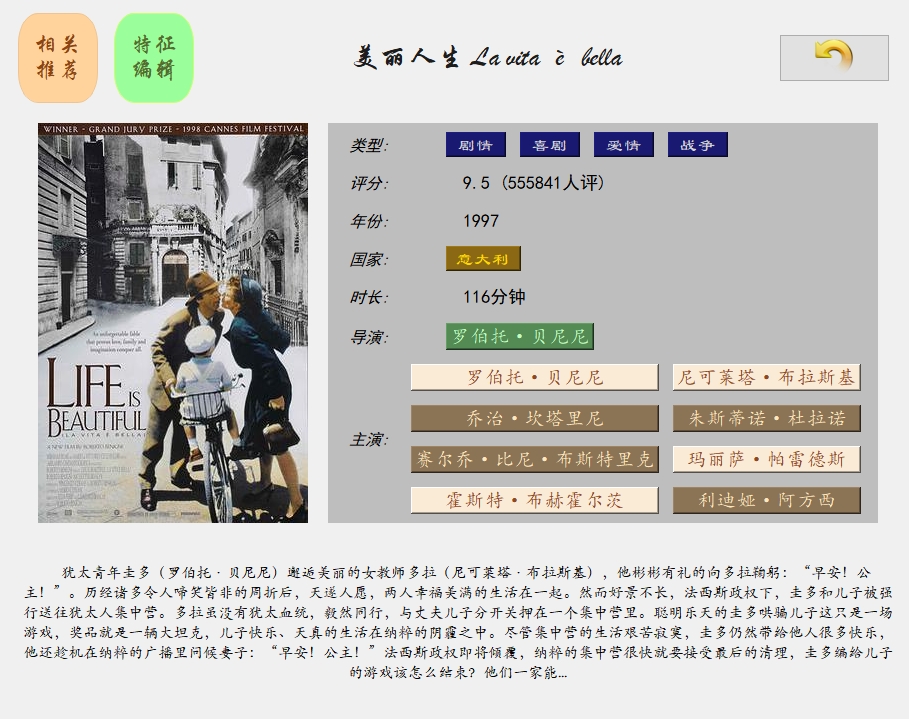 相关
推荐
特征
编辑
美丽人生 La vita è bella
WINNER - GRAND JURY PRIZE - 1998 CANNES FILM FESTIVAL
An unforgettable fable
that proves love, family and
imagination conquer all.
LIFE IS
BEAUTIFUL
(LA VITA È BELLA)
A NEW FILM BY ROBERTO BENIGNI
类型: 剧情 喜剧 爱情 战争
评分: 9.5 (555841人评)
年份: 1997
国家: 意大利
时长: 116分钟
导演: 罗伯托·贝尼尼
主演:
罗伯托·贝尼尼 尼可莱塔·布拉斯基
乔治·坎塔里尼 朱斯蒂诺·杜拉诺
赛尔乔·比尼·布斯特里克 玛丽萨·帕雷德斯
霍斯特·布赫霍尔茨 利迪娅·阿方西
犹太青年圭多（罗伯托·贝尼尼）邂逅美丽的女教师多拉（尼可莱塔·布拉斯基），他彬彬有礼的向多拉鞠躬：“早安！公
主！”。历经诸多令人啼笑皆非的周折后，天遂人愿，两人幸福美满的生活在一起。然而好景不长，法西斯政权下，圭多和儿子被强
行送往犹太人集中营。多拉虽没有犹太血统，毅然同行，与丈夫儿子分开关押在一个集中营里。聪明乐天的圭多哄骗儿子这只是一场
游戏，奖品就是一辆大坦克，儿子快乐、天真的生活在纳粹的阴霾之中。尽管集中营的生活艰苦寂寞，圭多仍然带给他人很多快乐，
他还趁机在纳粹的广播里问候妻子：“早安！公主！”法西斯政权即将倾覆，纳粹的集中营很快就要接受最后的清理，圭多编给儿子
的游戏该怎么结束？他们一家能…